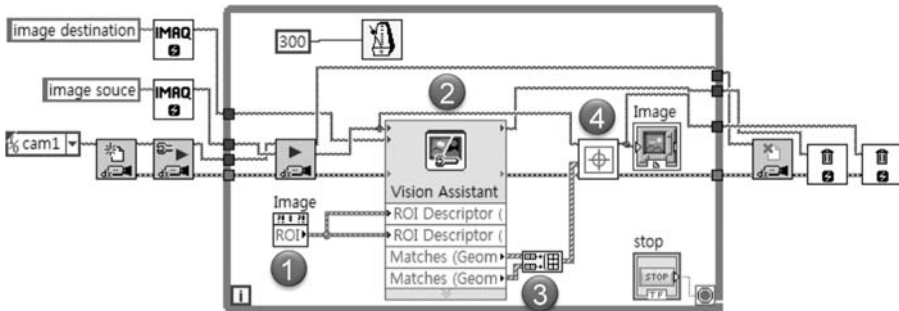 image destination
IMAQ
image souce
IMAQ
cam1
300
2
4
Image
Vision Assistant
ROI Descriptor (
ROI Descriptor (
Matches (Geom
Matches (Geom
Image
ROI
1
3
stop
STOP
TF
i